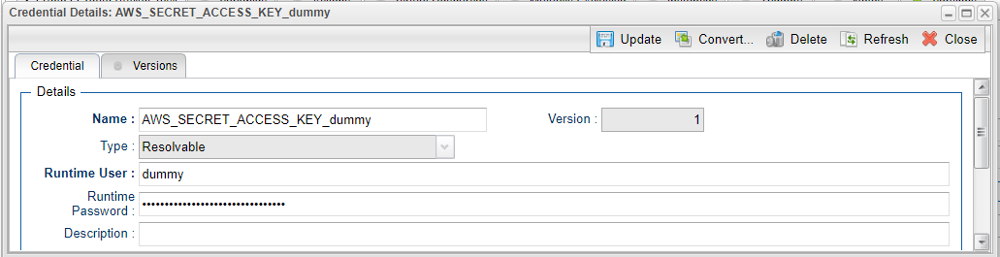 Credential Details: AWS_SECRET_ACCESS_KEY_dummy
Update Convert... Delete Refresh Close
Credential Versions
Details
Name : AWS_SECRET_ACCESS_KEY_dummy Version : 1
Type : Resolvable
Runtime User : dummy
Runtime
Password : ••••••••••••••••••••••••••••••••
Description :